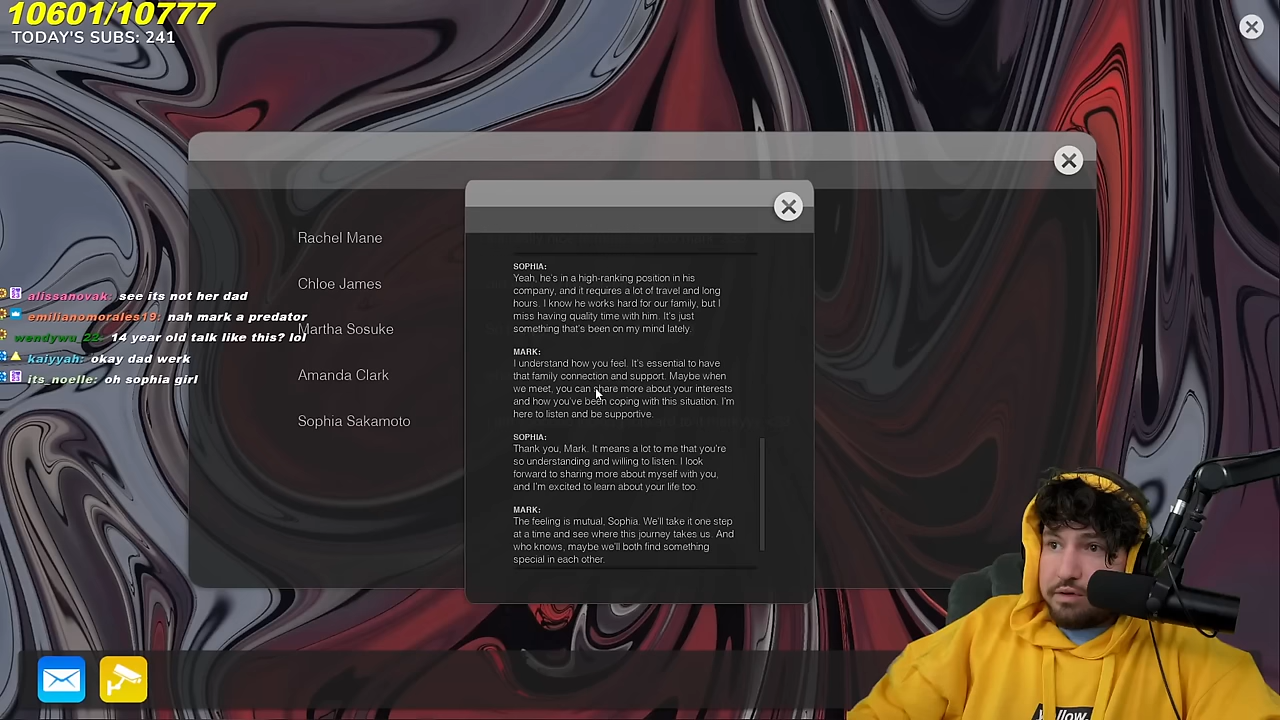 10601/10777
TODAY'S SUBS: 241
Rachel Mane
Chloe James
Martha Sosuke
Amanda Clark
Sophia Sakamoto
alissanovak: see its not her dad
emilianomorales19: nah mark a predator
wendywu_22: 14 year old talk like this? lol
kaiyyah: okay dad werk
its_noelle: oh sophia girl
SOPHIA:
Yeah, he's in a high-ranking position in his
company, and it requires a lot of travel and long
hours. I know he works hard for our family, but I
miss having quality time with him. It's just
something that's been on my mind lately.
MARK:
I understand how you feel. It's essential to have
that family connection and support. Maybe when
we meet, you can share more about your interests
and how you've been coping with this situation. I'm
here to listen and be supportive.
SOPHIA:
Thank you, Mark. It means a lot to me that you're
so understanding and willing to listen. I look
forward to sharing more about myself with you,
and I'm excited to learn about your life too.
MARK:
The feeling is mutual, Sophia. We'll take it one step
at a time and see where this journey takes us. And
who knows, maybe we'll both find something
special in each other.